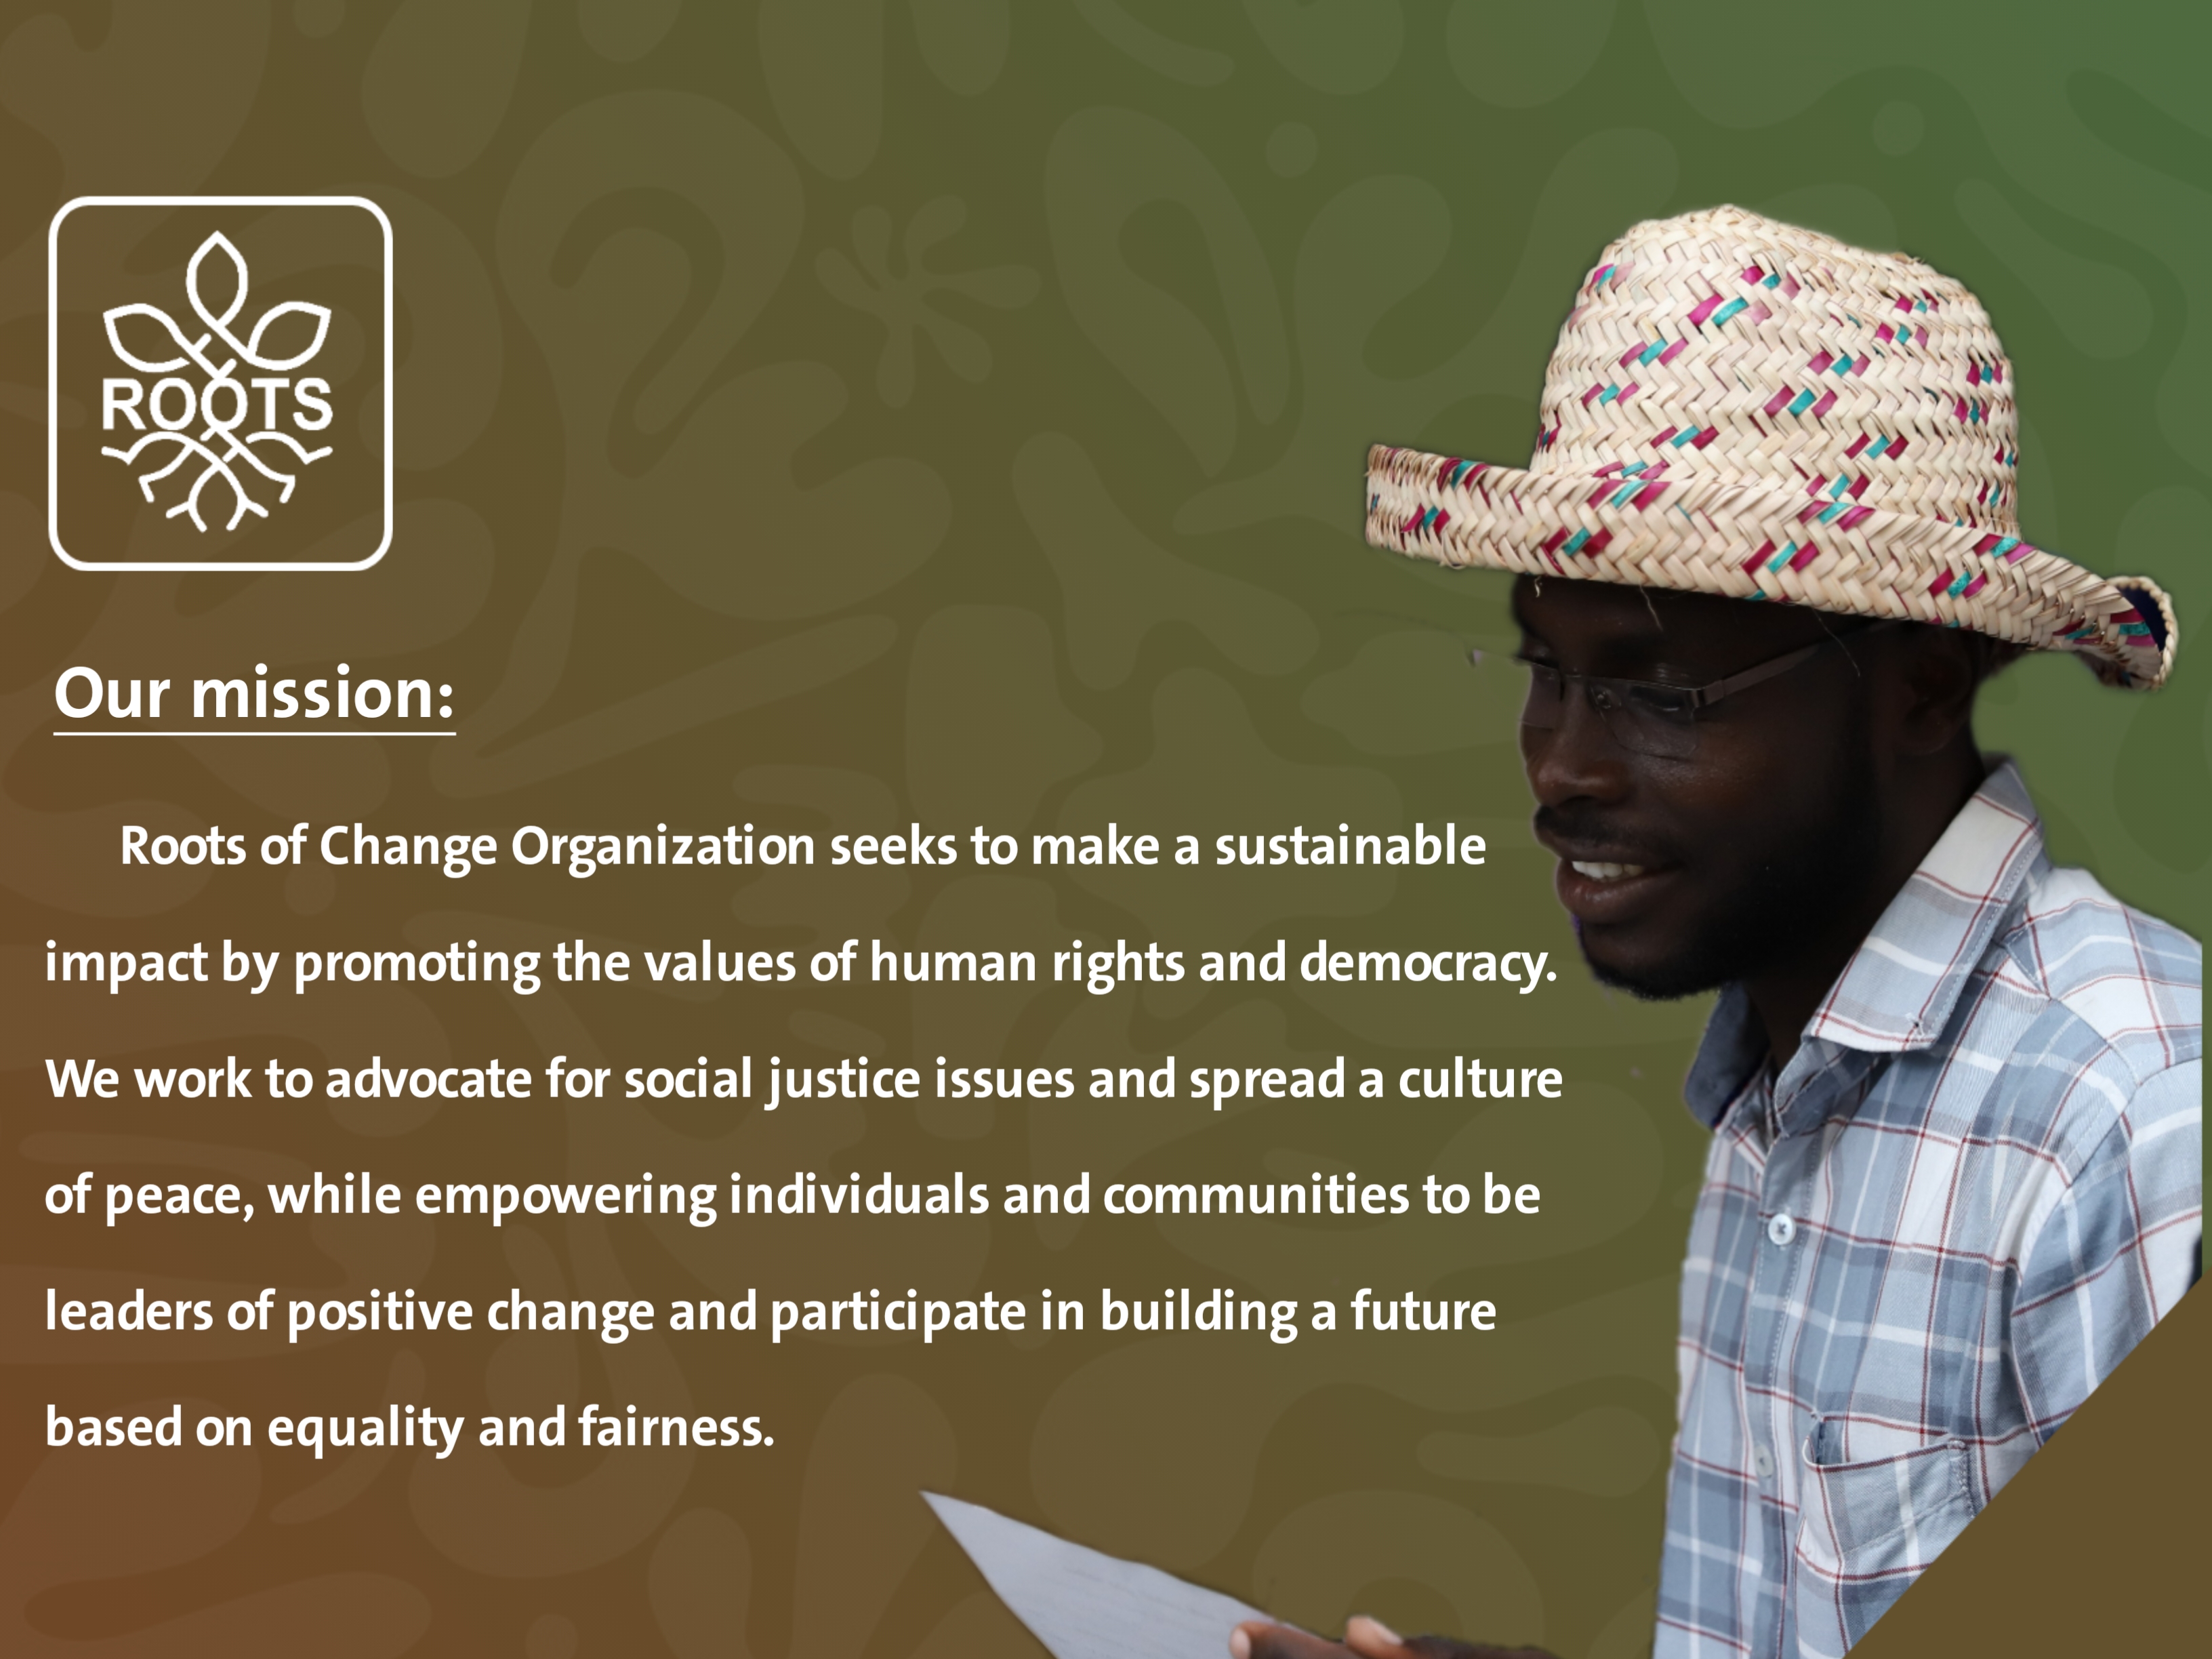 ROOTS
Our mission:
Roots of Change Organization seeks to make a sustainable
impact by promoting the values of human rights and democracy.
We work to advocate for social justice issues and spread a culture
of peace, while empowering individuals and communities to be
leaders of positive change and participate in building a future
based on equality and fairness.